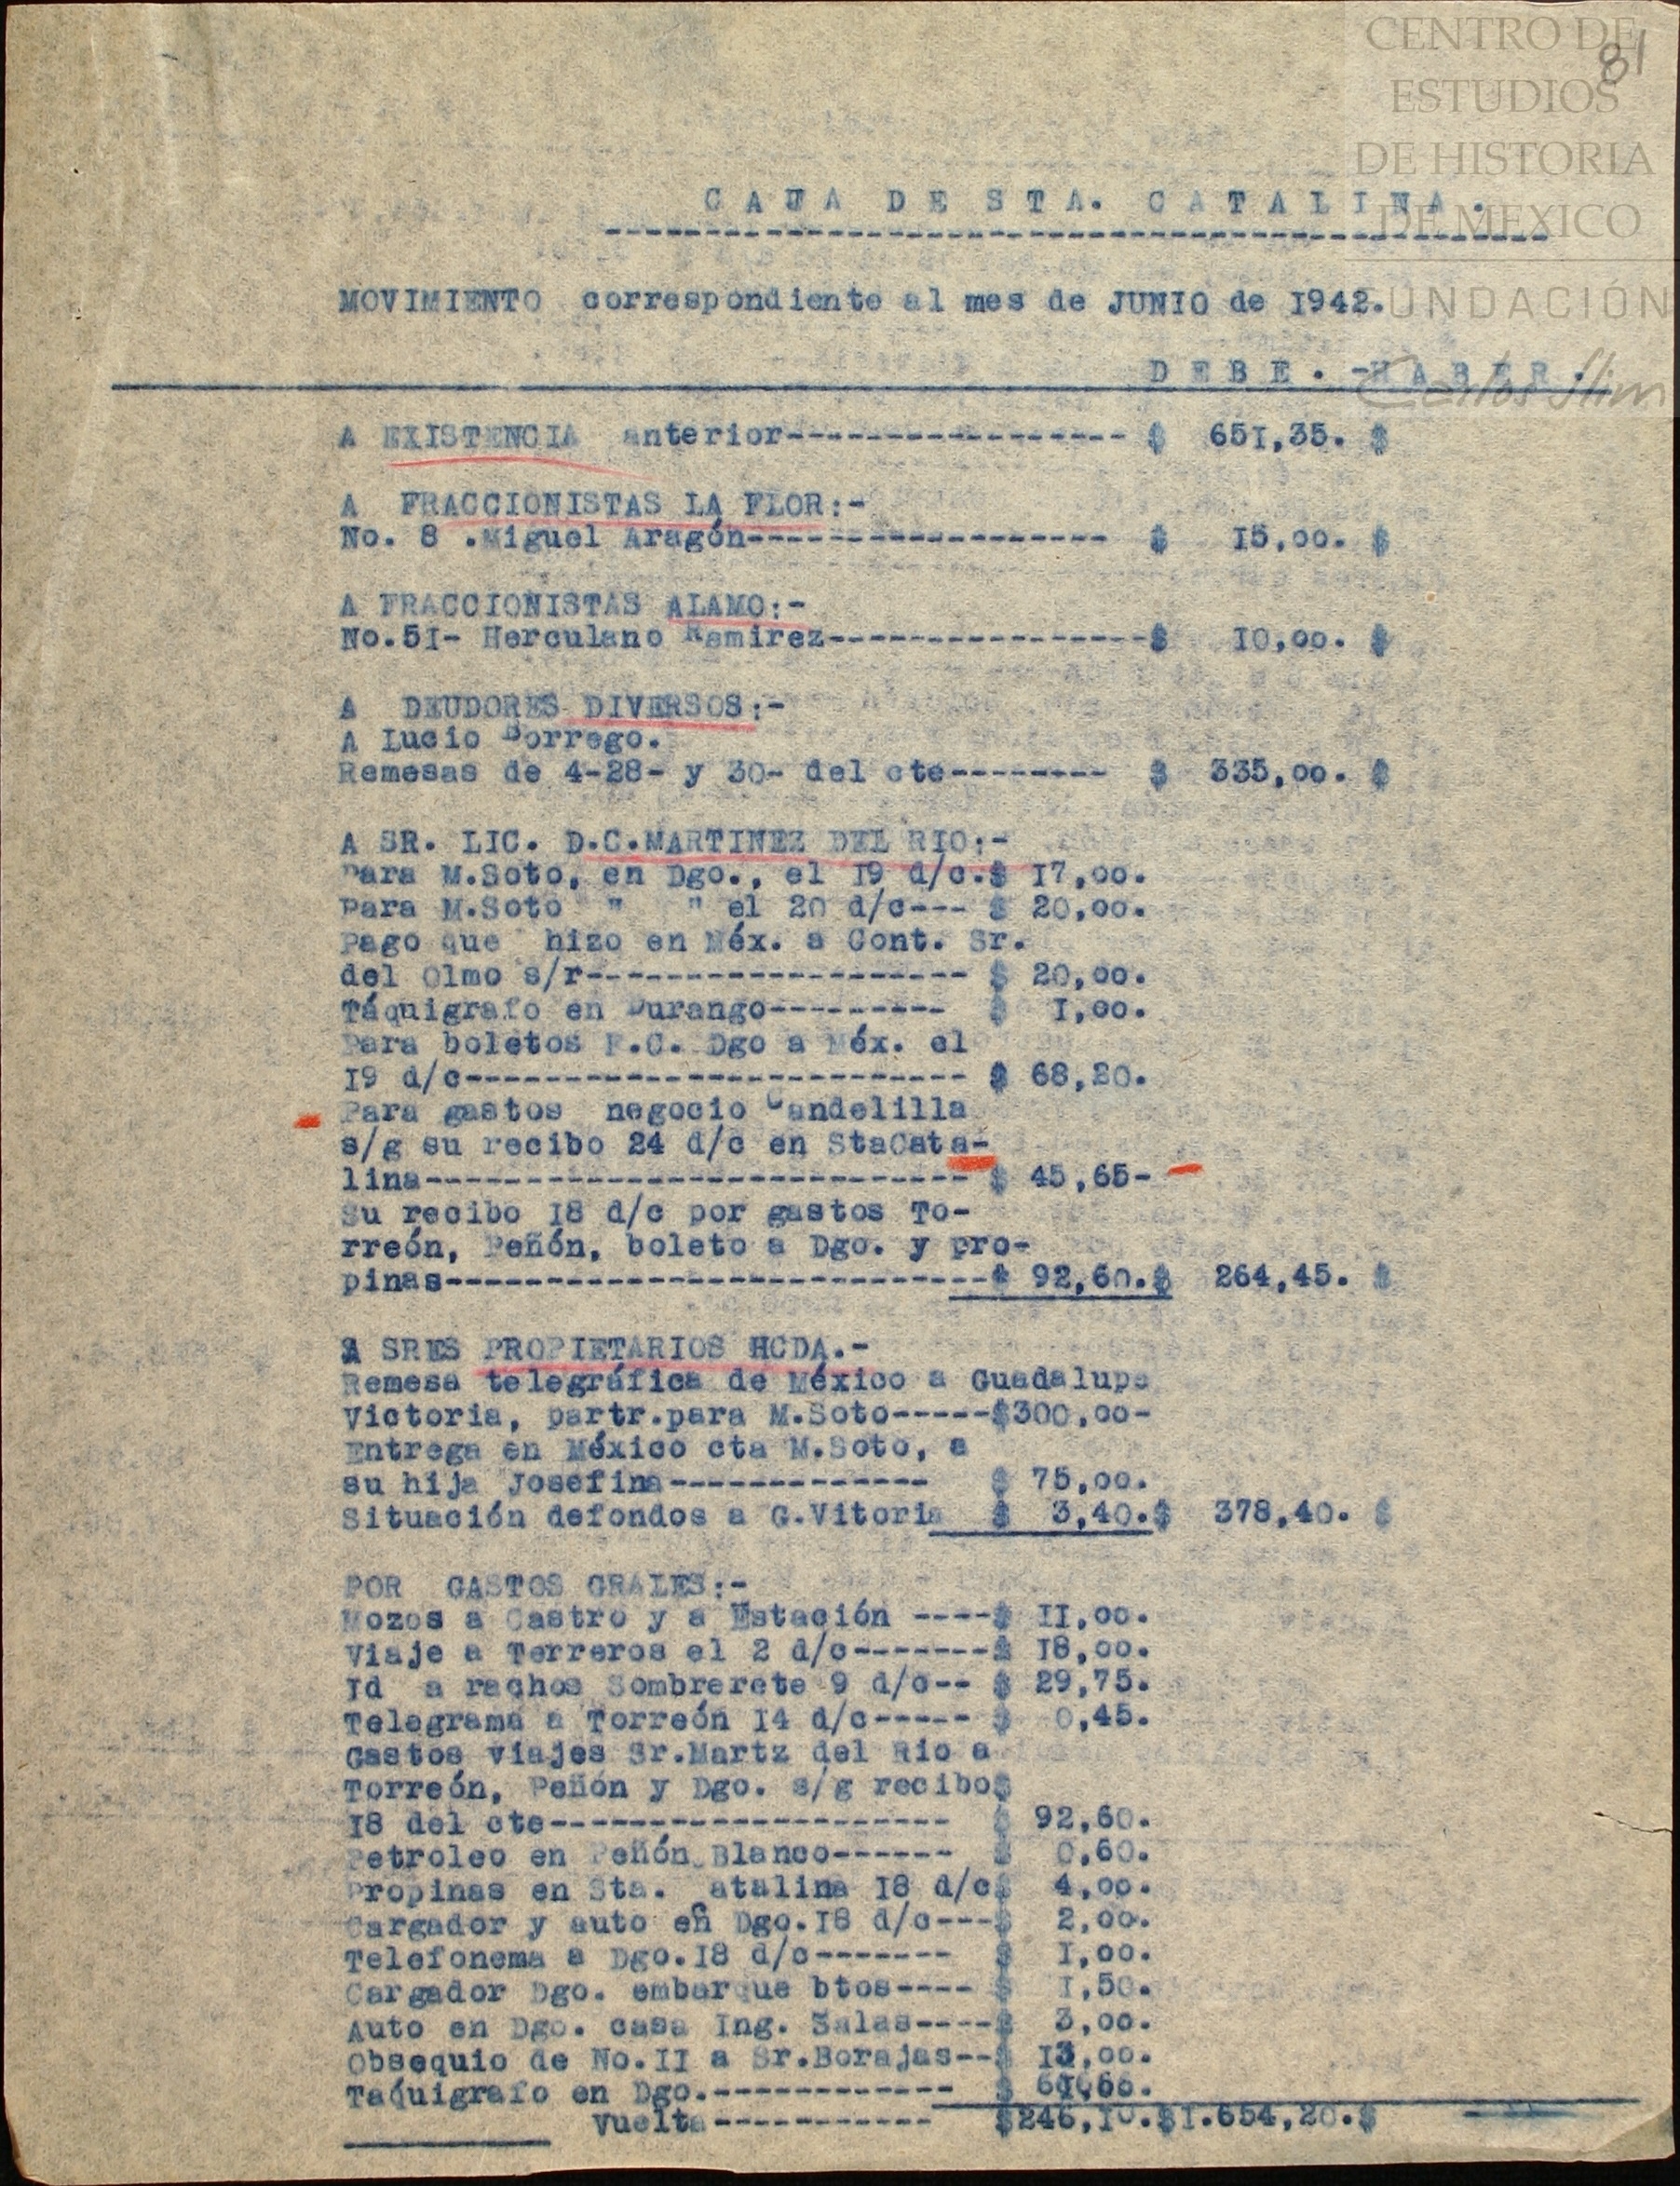 CENTRO DE
81
ESTUDIOS
DE HISTORIA
DE MEXICO
FUNDACIÓN
Carlos Slim
C A J A D E S T A. C A T A L I N A.
MOVIMIENTO correspondiente al mes de JUNIO de 1942.
D E B E. -H A B E R.
A EXISTENCIA anterior----------------- $ 651,35. $
A FRACCIONISTAS LA FLOR:-
No. 8 .Miguel Aragón------------------ $ 15,00. $
A FRACCIONISTAS ALAMO:-
No.51- Herculano Ramirez----------------$ 10,00. $
A DEUDORES DIVERSOS:-
A Lucio Borrego.
Remesas de 4-28- y 30- del cte-------- $ 335,00. $
A SR. LIC. D.C.MARTINEZ DEL RIO:-
Para M.Soto, en Dgo., el 19 d/c.$ 17,00.
Para M.Soto " " el 20 d/c--- $ 20,00.
Pago que hizo en Méx. a Cont. Sr.
del Olmo s/r------------------- $ 20,00.
Táquigrafo en Durango--------- $ 1,00.
Para boletos F.C. Dgo a Méx. el
19 d/c------------------------- $ 68,20.
Para gastos negocio Candelilla
s/g su recibo 24 d/c en StaCata-
lina--------------------------- $ 45,65-
Su recibo 18 d/c por gastos To-
rreón, Peñón, boleto a Dgo. y pro-
pinas---------------------------$ 92,60.$ 264,45. $
A SRES PROPIETARIOS HCDA.-
Remesa telegráfica de México a Guadalupe
Victoria, partr.para M.Soto-----$300,00-
Entrega en México cta M.Soto, a
su hija Josefina------------- $ 75,00.
Situación defondos a G.Vitoria $ 3,40.$ 378,40. $
POR GASTOS GRALES:-
Mozos a Castro y a Estación ----$ 11,00.
Viaje a Terreros el 2 d/c-------$ 18,00.
Id a rachos Sombrerete 9 d/c-- $ 29,75.
Telegrama a Torreón 14 d/c----- $ 0,45.
Gastos viajes Sr.Martz del Rio a
Torreón, Peñón y Dgo. s/g recibo$
18 del cte-------------------- $ 92,60.
Petroleo en Peñón Blanco------ $ 0,60.
Propinas en Sta. Catalina 18 d/c$ 4,00.
Cargador y auto en Dgo.18 d/c---$ 2,00.
Telefonema a Dgo.18 d/c------- $ 1,00.
Cargador Dgo. embarque btos---- $ 1,50.
Auto en Dgo. casa Ing. Salas----$ 3,00.
Obsequio de No.II a Sr.Borajas--$
Taquigrafo en Dgo.------------- $
Vuelta----------- $246,10.$1.654,20.$